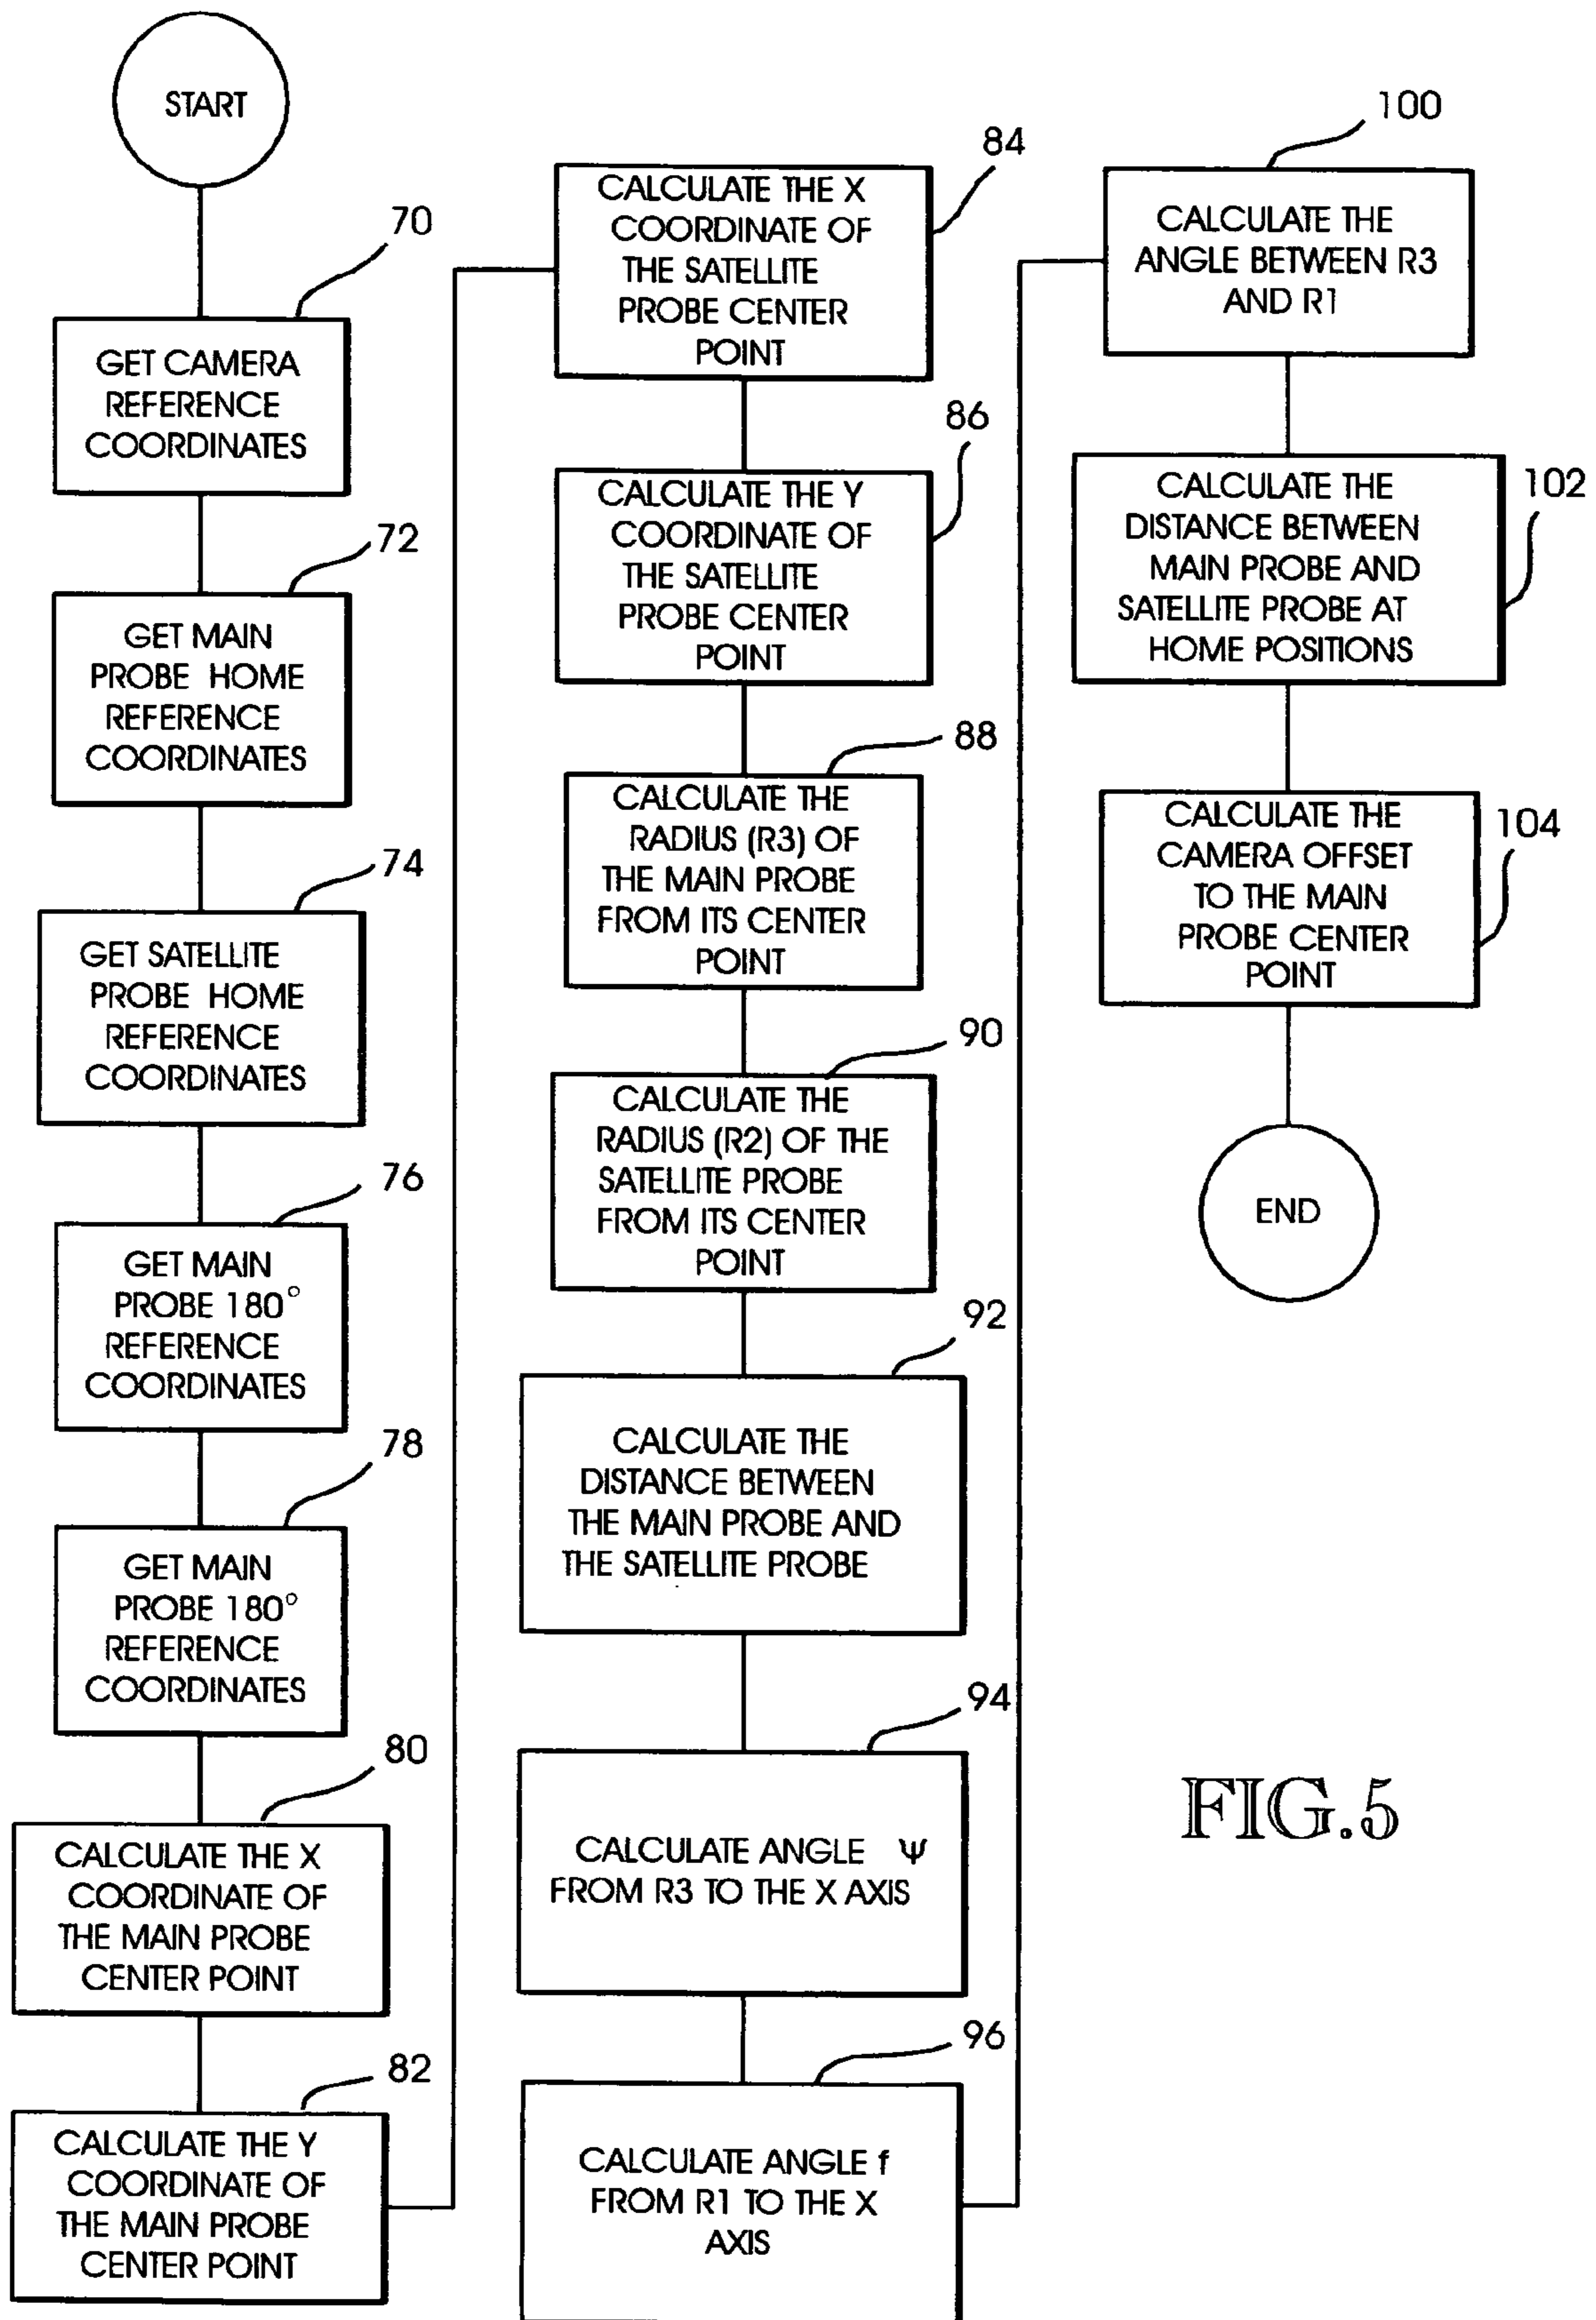 START
70
GET CAMERA
REFERENCE
COORDINATES
72
GET MAIN
PROBE HOME
REFERENCE
COORDINATES
74
GET SATELLITE
PROBE HOME
REFERENCE
COORDINATES
76
GET MAIN
PROBE 180°
REFERENCE
COORDINATES
78
GET MAIN
PROBE 180°
REFERENCE
COORDINATES
80
CALCULATE THE X
COORDINATE OF
THE MAIN PROBE
CENTER POINT
82
CALCULATE THE Y
COORDINATE OF
THE MAIN PROBE
CENTER POINT
84
CALCULATE THE X
COORDINATE OF
THE SATELLITE
PROBE CENTER
POINT
86
CALCULATE THE Y
COORDINATE OF
THE SATELLITE
PROBE CENTER
POINT
88
CALCULATE THE
RADIUS (R3) OF
THE MAIN PROBE
FROM ITS CENTER
POINT
90
CALCULATE THE
RADIUS (R2) OF THE
SATELLITE PROBE
FROM ITS CENTER
POINT
92
CALCULATE THE
DISTANCE BETWEEN
THE MAIN PROBE AND
THE SATELLITE PROBE
94
CALCULATE ANGLE Ψ
FROM R3 TO THE X AXIS
96
CALCULATE ANGLE f
FROM R1 TO THE X
AXIS
100
CALCULATE THE
ANGLE BETWEEN R3
AND R1
102
CALCULATE THE
DISTANCE BETWEEN
MAIN PROBE AND
SATELLITE PROBE AT
HOME POSITIONS
104
CALCULATE THE
CAMERA OFFSET
TO THE MAIN
PROBE CENTER
POINT
END
FIG.5